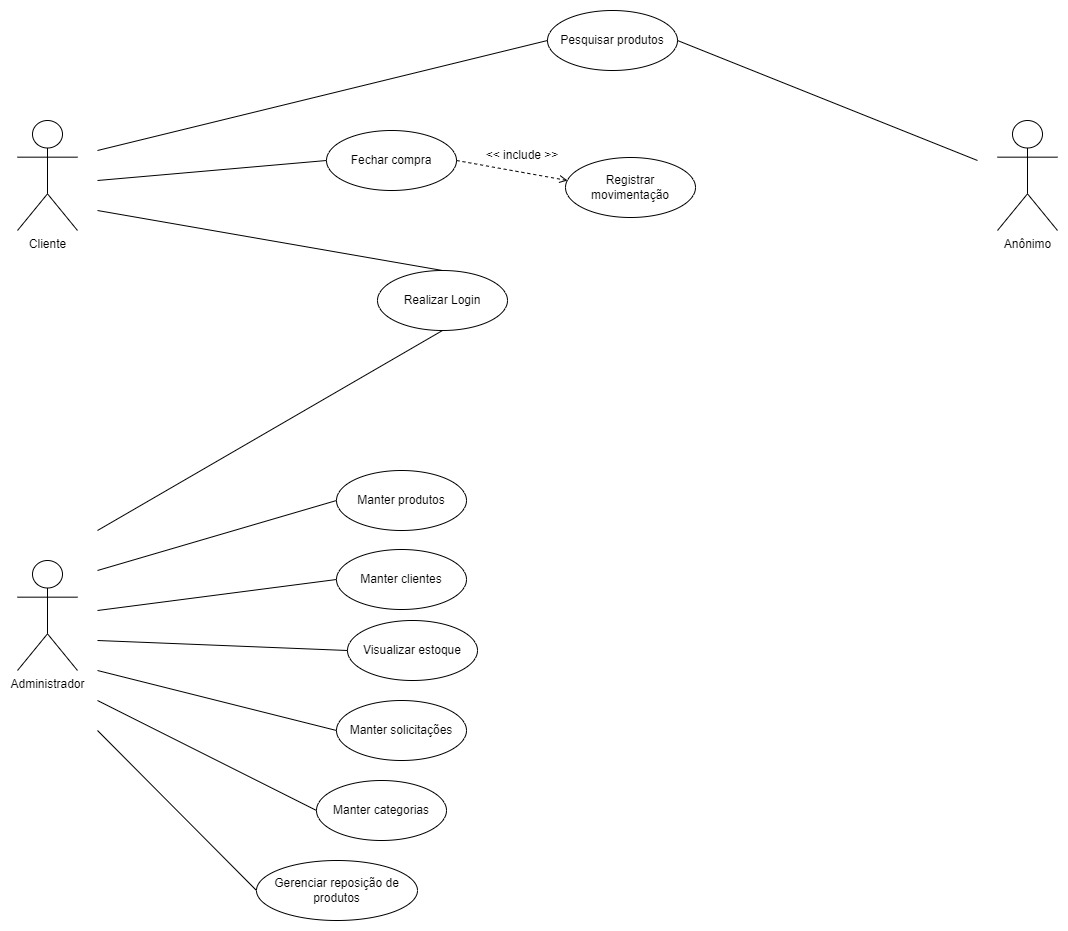 Pesquisar produtos
Fechar compra
<< include >>
Registrar
movimentação
Cliente
Anônimo
Realizar Login
Manter produtos
Manter clientes
Visualizar estoque
Administrador
Manter solicitações
Manter categorias
Gerenciar reposição de
produtos